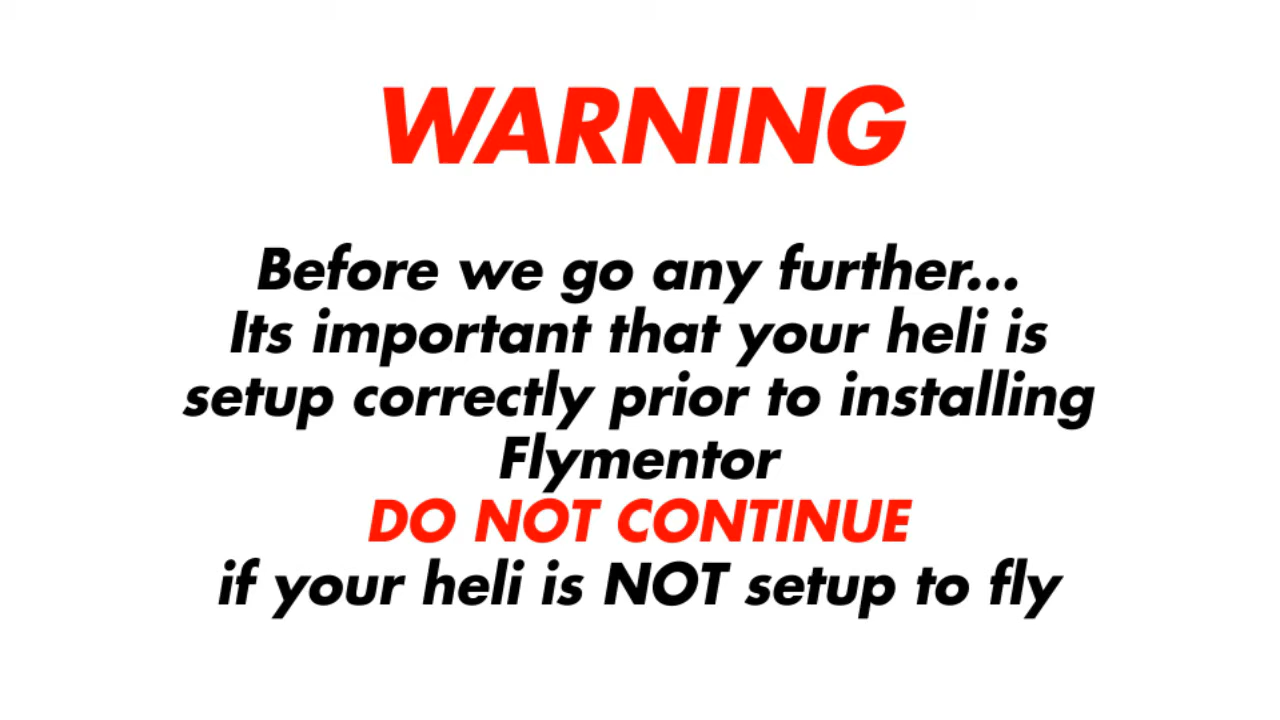 WARNING
Before we go any further...
Its important that your heli is
setup correctly prior to installing
Flymentor
DO NOT CONTINUE
if your heli is NOT setup to fly